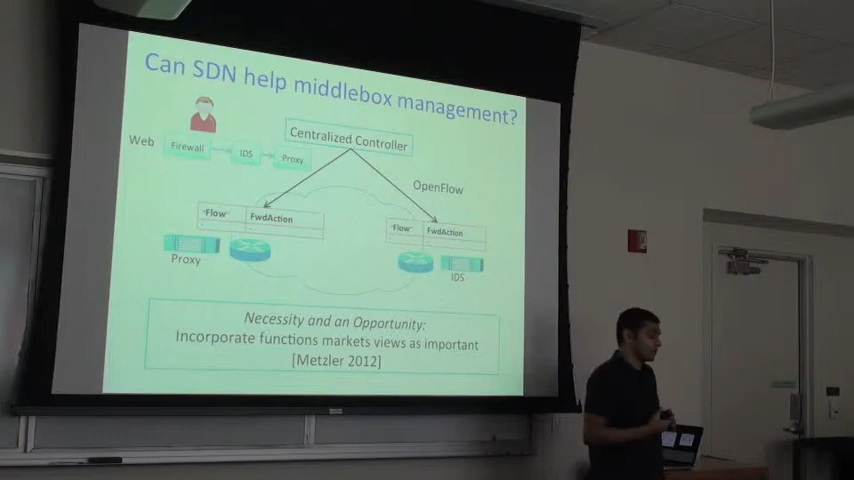 Can SDN help middlebox management?
Centralized Controller
Web
Firewall
IDS
Proxy
OpenFlow
"Flow" FwdAction
"Flow" FwdAction
Proxy
IDS
Necessity and an Opportunity:
Incorporate functions markets views as important
[Metzler 2012]